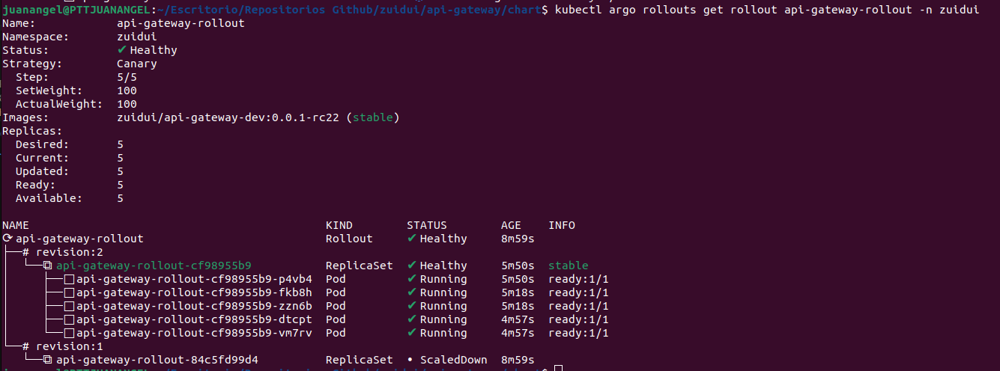 juanangel@PTTJUANANGEL:~/Escritorio/Repositorios Github/zuidui/api-gateway/chart$ kubectl argo rollouts get rollout api-gateway-rollout -n zuidui
Name: api-gateway-rollout
Namespace: zuidui
Status: ✔ Healthy
Strategy: Canary
Step: 5/5
SetWeight: 100
ActualWeight: 100
Images: zuidui/api-gateway-dev:0.0.1-rc22 (stable)
Replicas:
Desired: 5
Current: 5
Updated: 5
Ready: 5
Available: 5
NAME KIND STATUS AGE INFO
⟳ api-gateway-rollout Rollout ✔ Healthy 8m59s
├──# revision:2
│  └──⧉ api-gateway-rollout-cf98955b9 ReplicaSet ✔ Healthy 5m50s stable
│     ├──□ api-gateway-rollout-cf98955b9-p4vb4 Pod ✔ Running 5m50s ready:1/1
│     ├──□ api-gateway-rollout-cf98955b9-fkb8h Pod ✔ Running 5m18s ready:1/1
│     ├──□ api-gateway-rollout-cf98955b9-zzn6b Pod ✔ Running 5m18s ready:1/1
│     ├──□ api-gateway-rollout-cf98955b9-dtcpt Pod ✔ Running 4m57s ready:1/1
│     └──□ api-gateway-rollout-cf98955b9-vm7rv Pod ✔ Running 4m57s ready:1/1
└──# revision:1
   └──⧉ api-gateway-rollout-84c5fd99d4 ReplicaSet • ScaledDown 8m59s